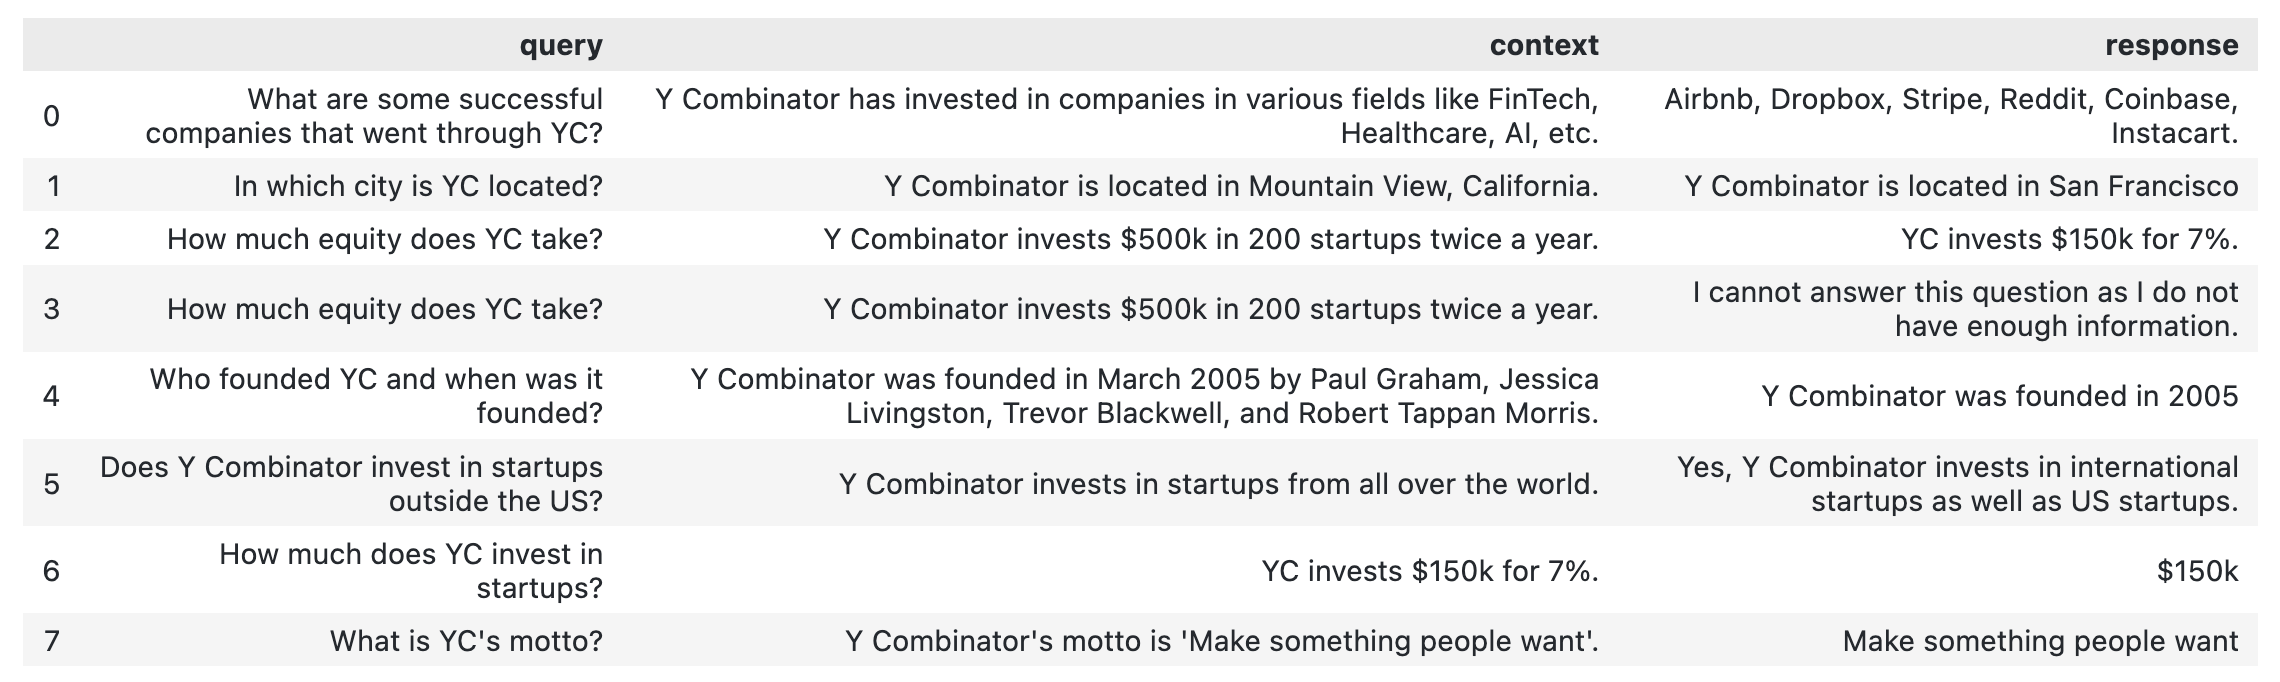 query context response
0 What are some successful Y Combinator has invested in companies in various fields like FinTech, Airbnb, Dropbox, Stripe, Reddit, Coinbase,
companies that went through YC? Healthcare, AI, etc. Instacart.
1 In which city is YC located? Y Combinator is located in Mountain View, California. Y Combinator is located in San Francisco
2 How much equity does YC take? Y Combinator invests $500k in 200 startups twice a year. YC invests $150k for 7%.
3 How much equity does YC take? Y Combinator invests $500k in 200 startups twice a year. I cannot answer this question as I do not
have enough information.
4 Who founded YC and when was it Y Combinator was founded in March 2005 by Paul Graham, Jessica Y Combinator was founded in 2005
founded? Livingston, Trevor Blackwell, and Robert Tappan Morris.
5 Does Y Combinator invest in startups Y Combinator invests in startups from all over the world. Yes, Y Combinator invests in international
outside the US? startups as well as US startups.
6 How much does YC invest in YC invests $150k for 7%. $150k
startups?
7 What is YC's motto? Y Combinator's motto is 'Make something people want'. Make something people want